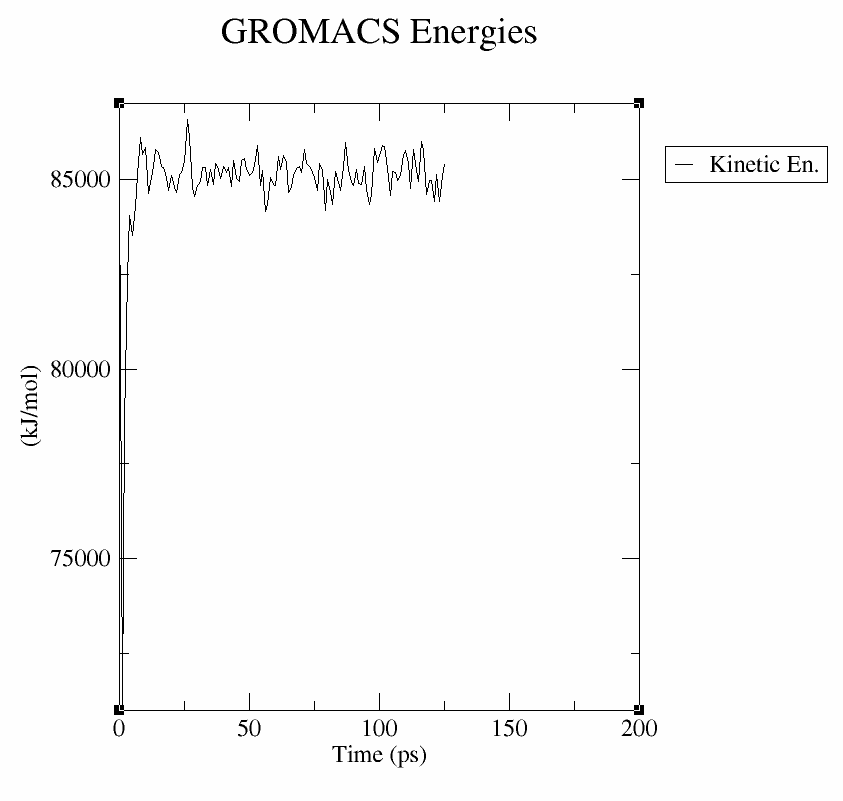 GROMACS Energies
Kinetic En.
85000
80000
75000
(kJ/mol)
0 50 100 150 200
Time (ps)